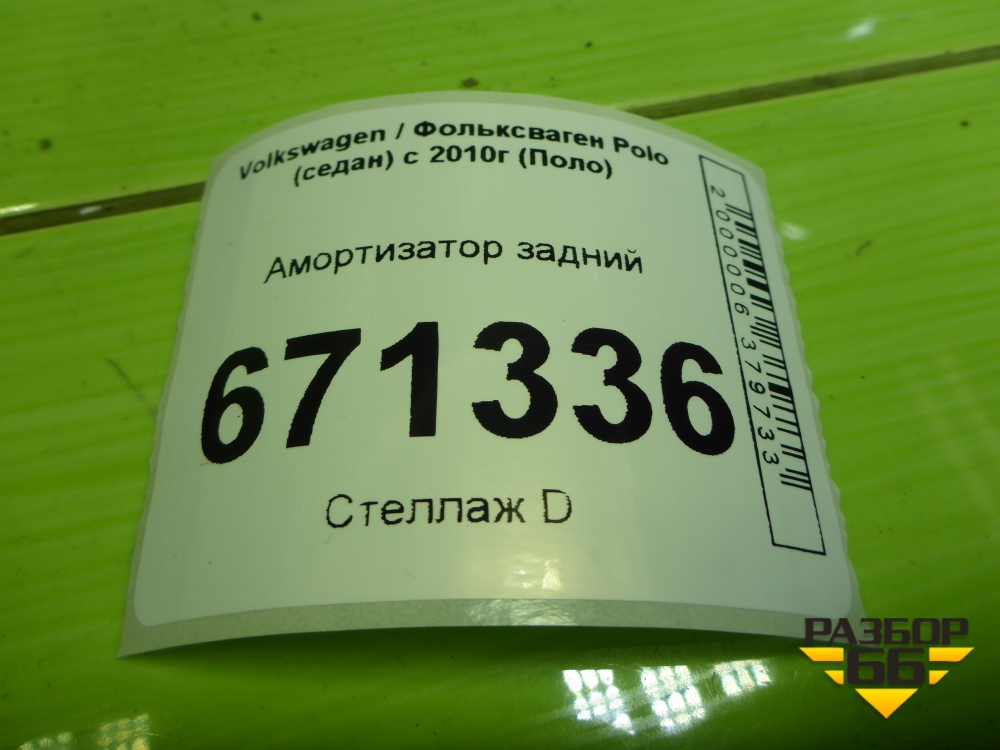 Volkswagen / Фольксваген Polo
(седан) с 2010г (Поло)
Амортизатор задний
671336
Стеллаж D
2000006379733
РАЗБОР
66